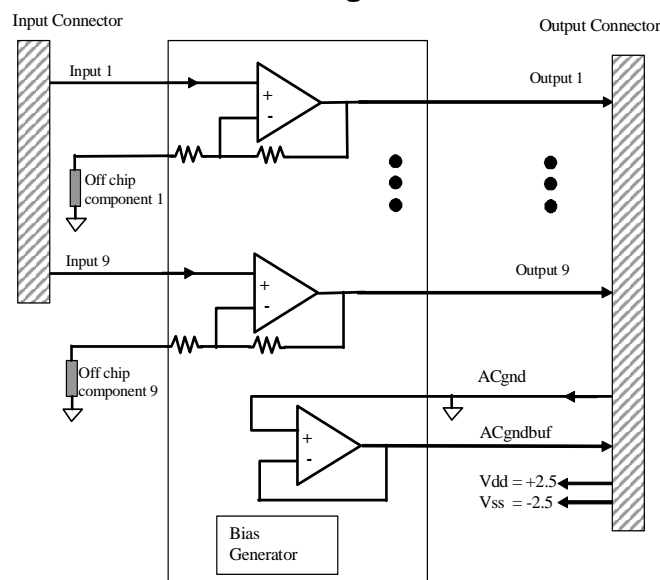 Input Connector
Output Connector
Input 1
Output 1
+
-
Off chip
component 1
Input 9
Output 9
+
-
Off chip
component 9
ACgnd
ACgndbuf
+
-
Vdd = +2.5
Vss = -2.5
Bias
Generator